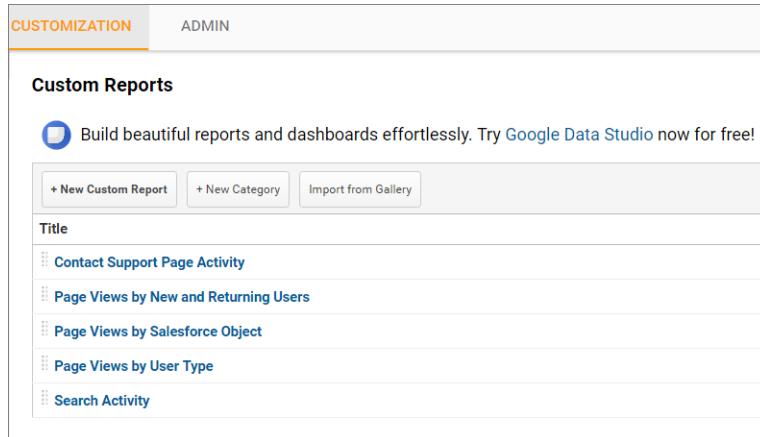 CUSTOMIZATION ADMIN
Custom Reports
Build beautiful reports and dashboards effortlessly. Try Google Data Studio now for free!
+ New Custom Report + New Category Import from Gallery
Title
Contact Support Page Activity
Page Views by New and Returning Users
Page Views by Salesforce Object
Page Views by User Type
Search Activity